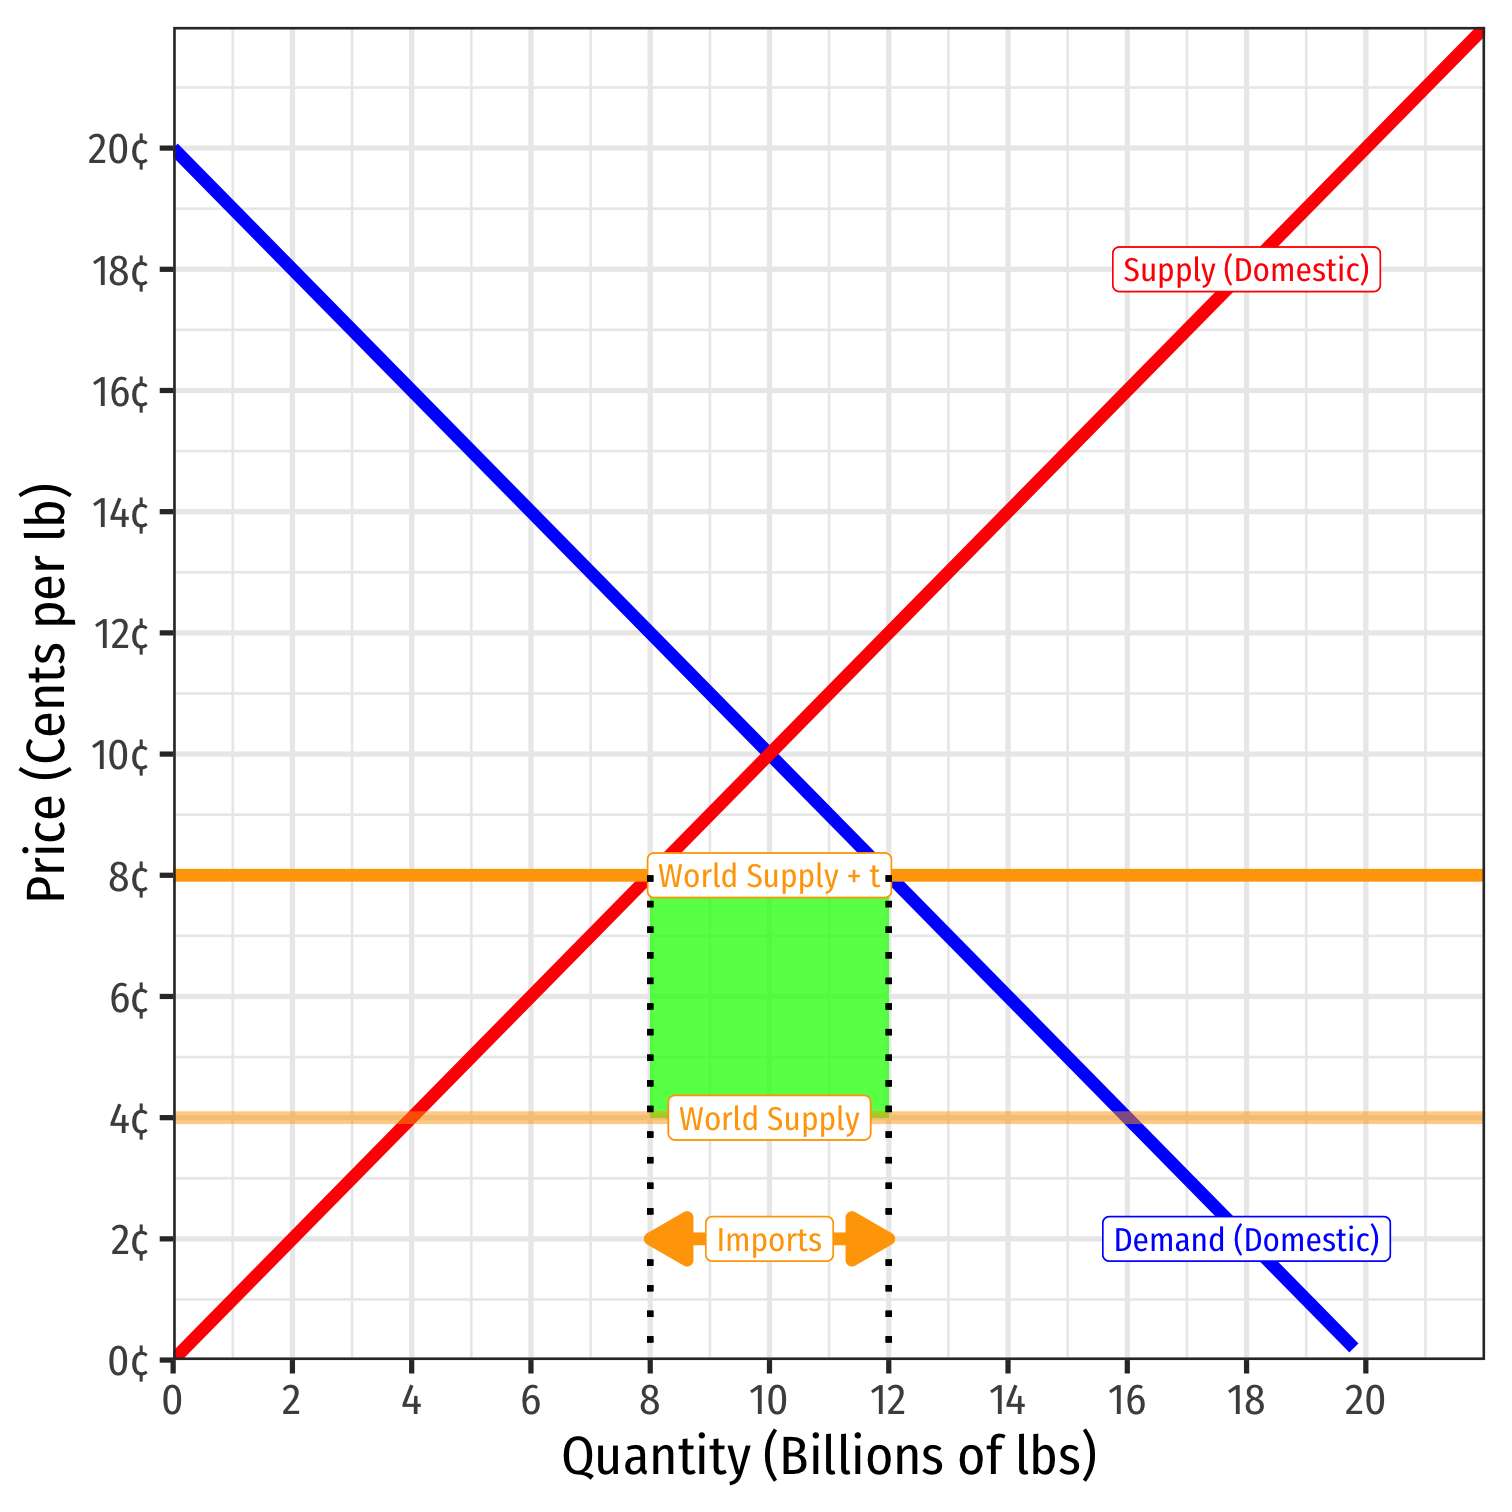 Price (Cents per lb)
20¢
18¢
16¢
14¢
12¢
10¢
8¢
6¢
4¢
2¢
0¢
Supply (Domestic)
World Supply + t
World Supply
Imports
Demand (Domestic)
0 2 4 6 8 10 12 14 16 18 20
Quantity (Billions of lbs)